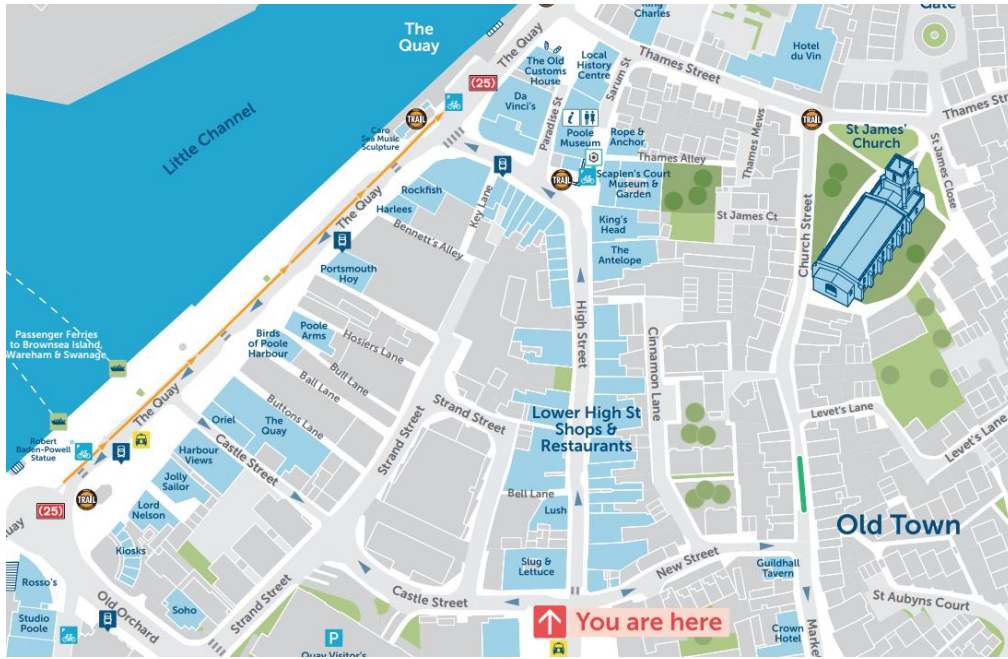 The
Quay
Little Channel
The Quay
(25)
TRAIL
Caro
Sea Music
Sculpture
King
Charles
Thames Street
Hotel
du Vin
Gate
Thames St
The Old
Customs
House
Local
History
Centre
Sarum St
Da
Vinci's
Paradise St
i
Poole
Museum
Rope &
Anchor
Thames Alley
Thames Mews
TRAIL
St James'
Church
St James Close
TRAIL
Scaplen's Court
Museum &
Garden
St James Ct
Church Street
King's
Head
The
Antelope
Rockfish
Harlees
The Quay
Key Lane
Bennett's Alley
Portsmouth
Hoy
High Street
Passenger Ferries
to Brownsea Island,
Wareham & Swanage
Birds
of Poole
Harbour
Poole
Arms
Hosiers Lane
Bull Lane
Ball Lane
Buttons Lane
Cinnamon Lane
The Quay
Oriel
The
Quay
Castle Street
Strand Street
Strand Street
Lower High St
Shops &
Restaurants
Levet's Lane
Levet's Lane
Robert
Baden-Powell
Statue
Harbour
Views
Jolly
Sailor
Lord
Nelson
TRAIL
(25)
Quay
Kiosks
Bell Lane
Lush
Old Town
Slug &
Lettuce
New Street
Guildhall
Tavern
Rosso's
Studio
Poole
Old Orchard
Soho
Strand Street
Castle Street
St Aubyns Court
You are here
Crown
Hotel
Marke
P
Quay Visitor's